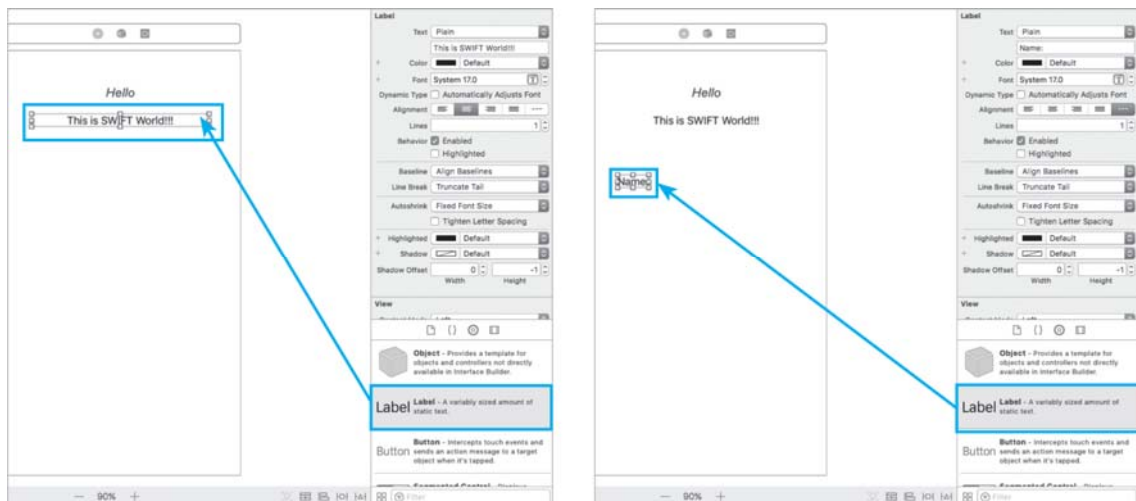 Label
Text Plain
This is SWIFT World!!!
Color Default
Font System 17.0
Dynamic Type Automatically Adjusts Font
Alignment
Lines 1
Behavior Enabled
Highlighted
Baseline Align Baselines
Line Break Truncate Tail
Autoshrink Fixed Font Size
Tighten Letter Spacing
Highlighted Default
Shadow Default
Shadow Offset 0 -1
Width Height
View
Hello
This is SWIFT World!!!
Object - Provides a template for
objects and controllers not directly
available in Interface Builder.
Label Label - A variably sized amount of
static text.
Button Button - Intercepts touch events and
sends an action message to a target
object when it's tapped.
90%
Filter
Label
Text Plain
Name:
Color Default
Font System 17.0
Dynamic Type Automatically Adjusts Font
Alignment
Lines 1
Behavior Enabled
Highlighted
Baseline Align Baselines
Line Break Truncate Tail
Autoshrink Fixed Font Size
Tighten Letter Spacing
Highlighted Default
Shadow Default
Shadow Offset 0 -1
Width Height
View
Hello
This is SWIFT World!!!
Name:
Object - Provides a template for
objects and controllers not directly
available in Interface Builder.
Label Label - A variably sized amount of
static text.
Button Button - Intercepts touch events and
sends an action message to a target
object when it's tapped.
90%
Filter